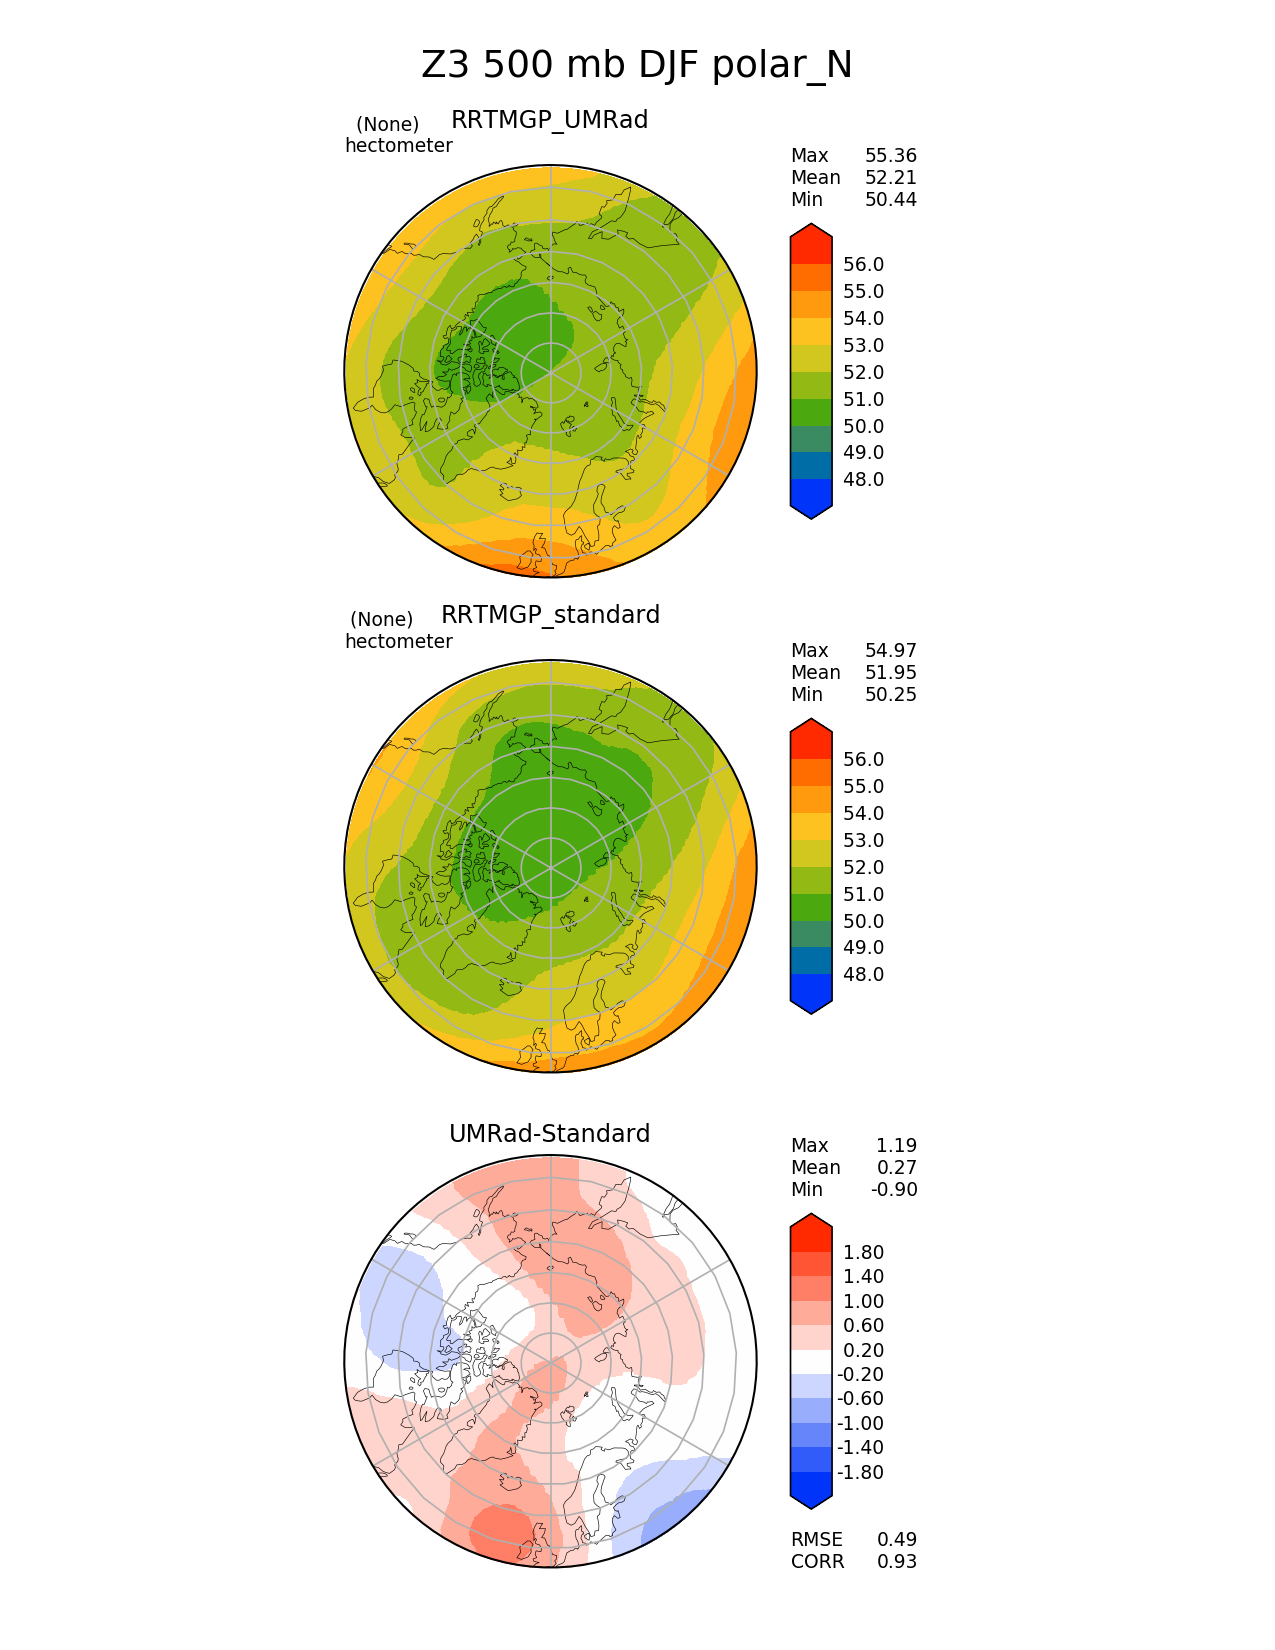 Z3 500 mb DJF polar_N
(None) RRTMGP_UMRad
hectometer
Max 55.36
Mean 52.21
Min 50.44
56.0
55.0
54.0
53.0
52.0
51.0
50.0
49.0
48.0
(None) RRTMGP_standard
hectometer
Max 54.97
Mean 51.95
Min 50.25
56.0
55.0
54.0
53.0
52.0
51.0
50.0
49.0
48.0
UMRad-Standard
Max 1.19
Mean 0.27
Min -0.90
1.80
1.40
1.00
0.60
0.20
-0.20
-0.60
-1.00
-1.40
-1.80
RMSE 0.49
CORR 0.93